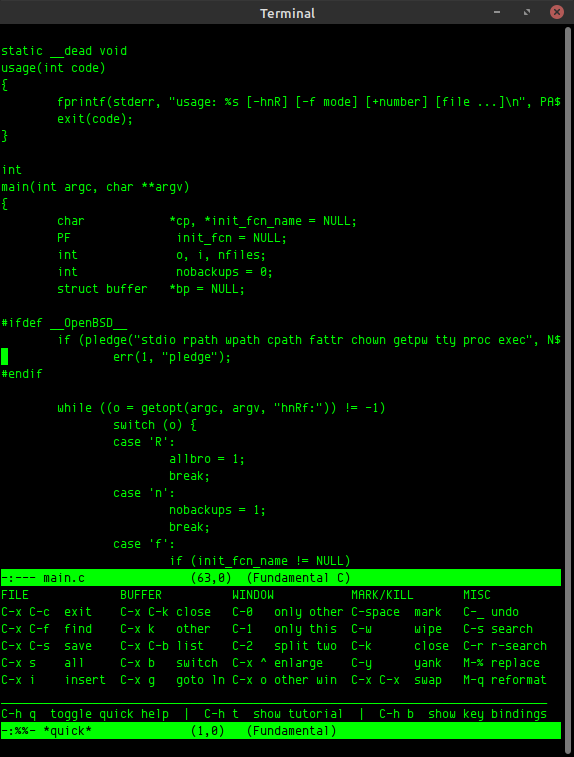 Terminal
static __dead void
usage(int code)
{
        fprintf(stderr, "usage: %s [-hnR] [-f mode] [+number] [file ...]\n", PA$
        exit(code);
}

int
main(int argc, char **argv)
{
        char            *cp, *init_fcn_name = NULL;
        PF               init_fcn = NULL;
        int              o, i, nfiles;
        int              nobackups = 0;
        struct buffer   *bp = NULL;

#ifdef __OpenBSD__
        if (pledge("stdio rpath wpath cpath fattr chown getpw tty proc exec", N$
                err(1, "pledge");
#endif

        while ((o = getopt(argc, argv, "hnRf:")) != -1)
                switch (o) {
                case 'R':
                        allbro = 1;
                        break;
                case 'n':
                        nobackups = 1;
                        break;
                case 'f':
                        if (init_fcn_name != NULL)
-:--- main.c               (63,0)  (Fundamental C)
FILE             BUFFER          WINDOW           MARK/KILL       MISC
C-x C-c  exit    C-x C-k close   C-0   only other C-space  mark   C-_ undo
C-x C-f  find    C-x k   other   C-1   only this  C-w      wipe   C-s search
C-x C-s  save    C-x C-b list    C-2   split two  C-k      close  C-r r-search
C-x s    all     C-x b   switch  C-x ^ enlarge    C-y      yank   M-% replace
C-x i    insert  C-x g   goto ln C-x o other win  C-x C-x  swap   M-q reformat
______________________________________________________________________________
C-h q  toggle quick help  |  C-h t  show tutorial  |  C-h b  show key bindings
-:%%- *quick*              (1,0)   (Fundamental)